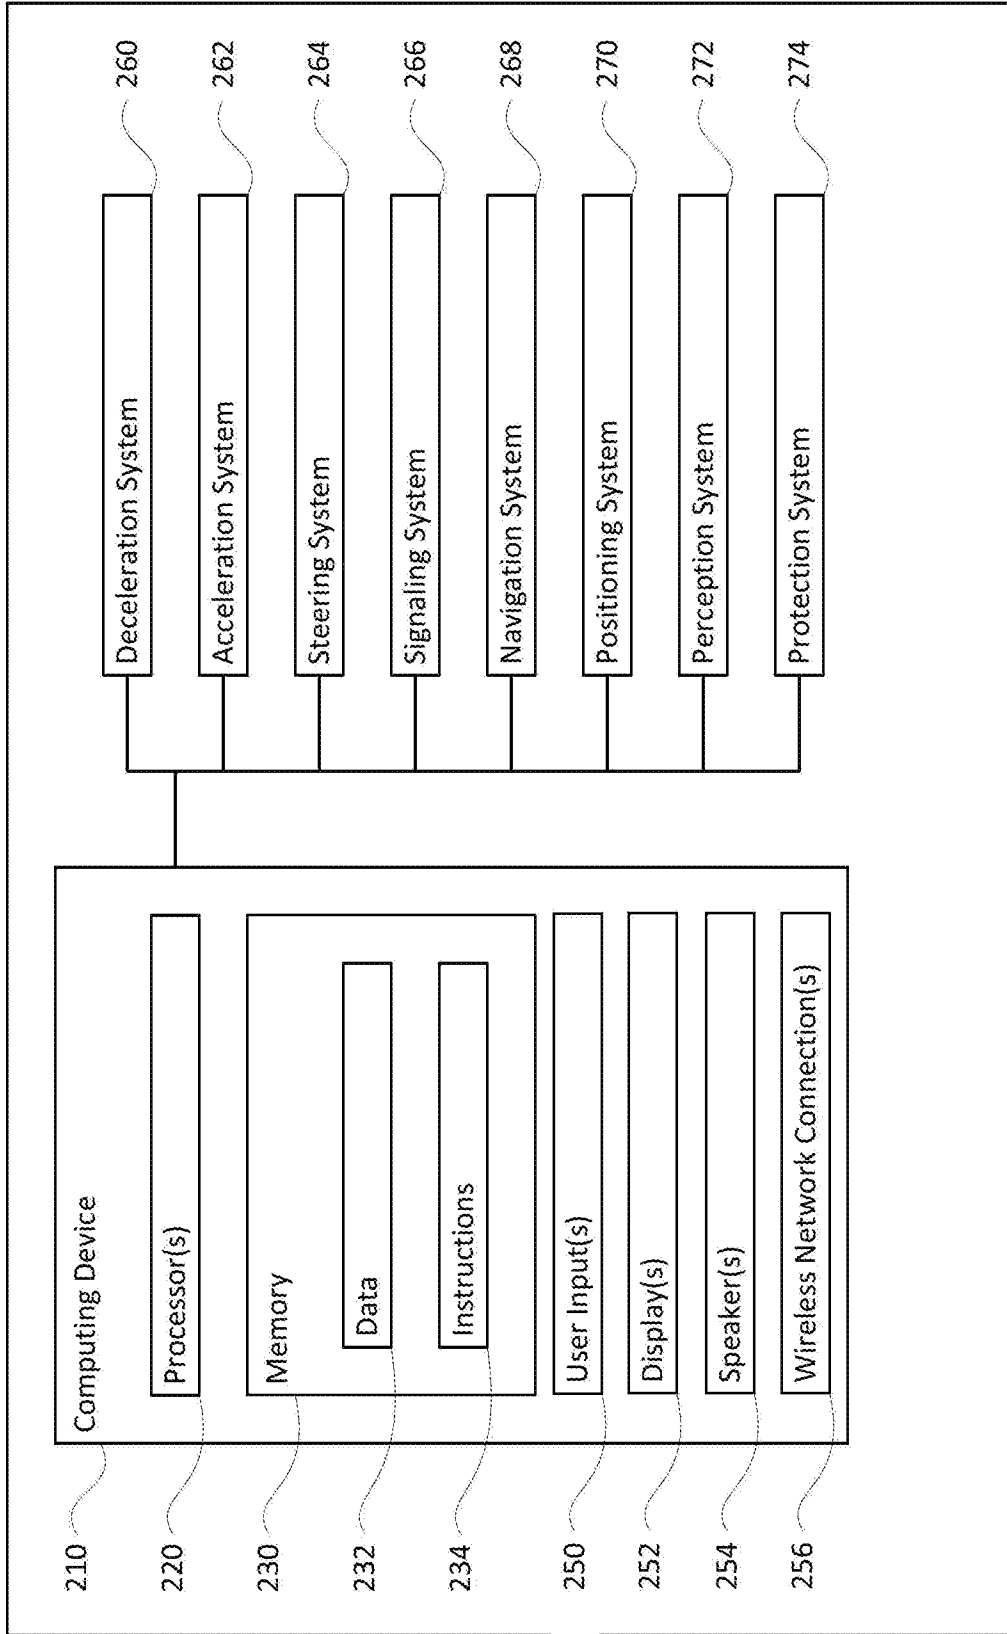 210
Computing Device
220
Processor(s)
230
Memory
232
Data
234
Instructions
250
User Input(s)
252
Display(s)
254
Speaker(s)
256
Wireless Network Connection(s)
Deceleration System
260
Acceleration System
262
Steering System
264
Signaling System
266
Navigation System
268
Positioning System
270
Perception System
272
Protection System
274